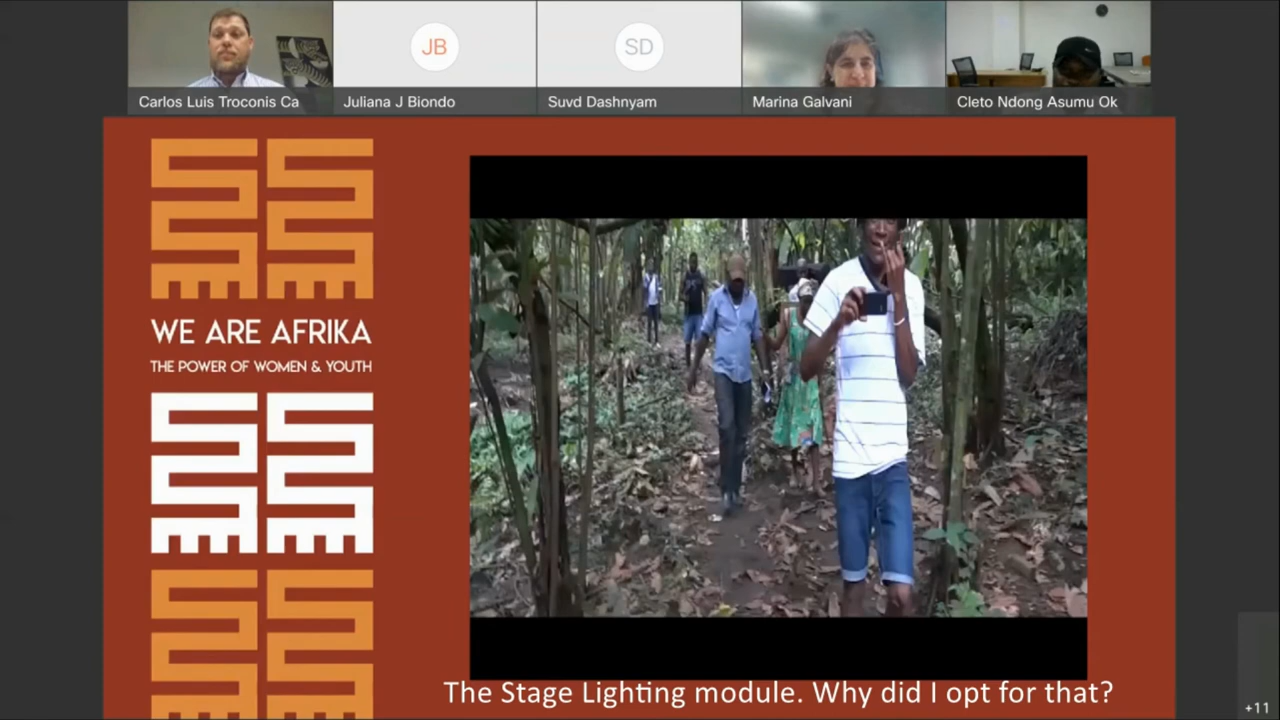 JB
SD
Carlos Luis Troconis Ca
Juliana J Biondo
Suvd Dashnyam
Marina Galvani
Cleto Ndong Asumu Ok
WE ARE AFRIKA
THE POWER OF WOMEN & YOUTH
The Stage Lighting module. Why did I opt for that?
+11